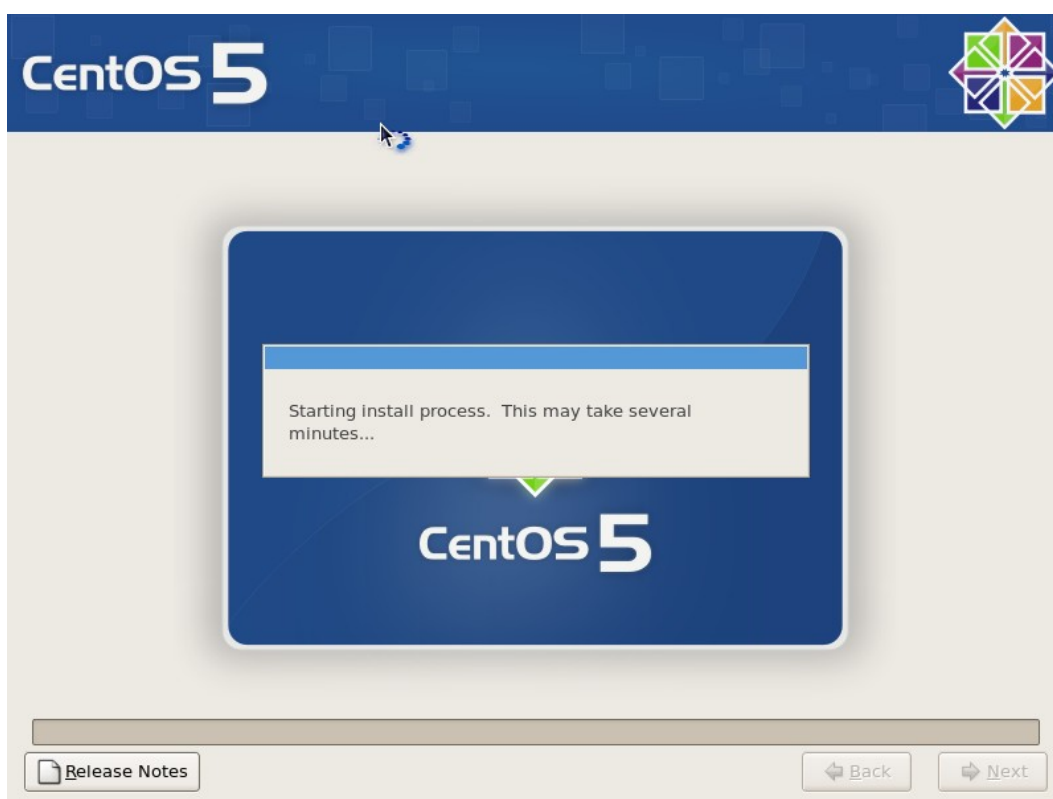 CentOS 5
Starting install process.  This may take several
minutes...
CentOS 5
Release Notes
Back
Next